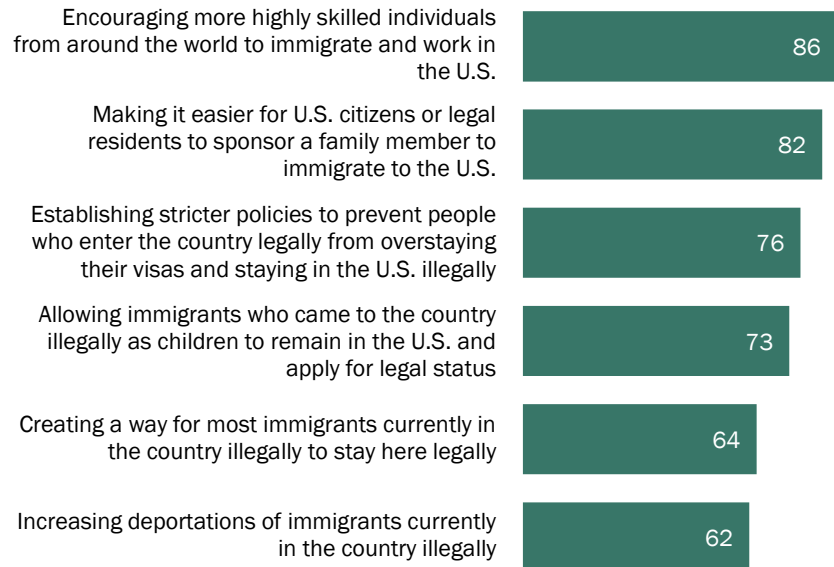 Encouraging more highly skilled individuals
from around the world to immigrate and work in
the U.S.
86
Making it easier for U.S. citizens or legal
residents to sponsor a family member to
immigrate to the U.S.
82
Establishing stricter policies to prevent people
who enter the country legally from overstaying
their visas and staying in the U.S. illegally
76
Allowing immigrants who came to the country
illegally as children to remain in the U.S. and
apply for legal status
73
Creating a way for most immigrants currently in
the country illegally to stay here legally
64
Increasing deportations of immigrants currently
in the country illegally
62